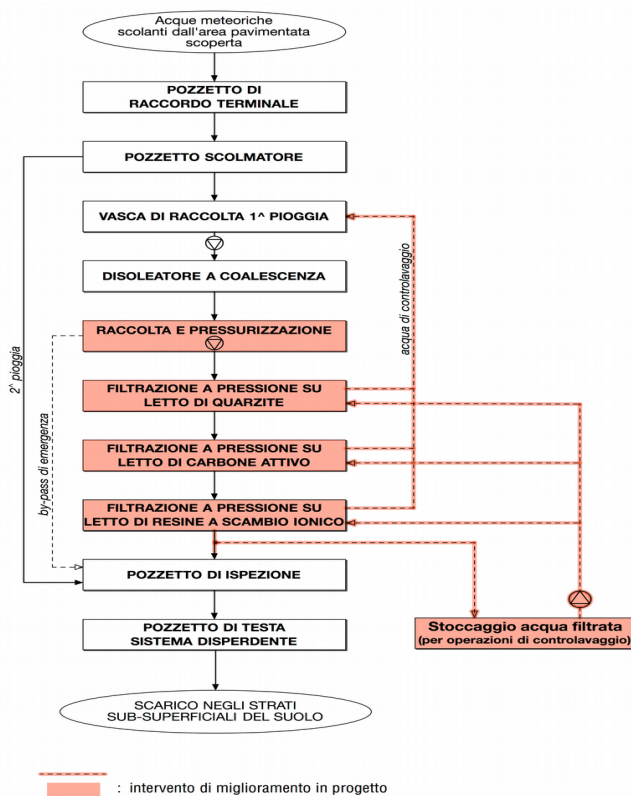 Acque meteoriche
scolanti dall'area pavimentata
scoperta
POZZETTO DI
RACCORDO TERMINALE
POZZETTO SCOLMATORE
VASCA DI RACCOLTA 1^ PIOGGIA
DISOLEATORE A COALESCENZA
RACCOLTA E PRESSURIZZAZIONE
FILTRAZIONE A PRESSIONE SU
LETTO DI QUARZITE
FILTRAZIONE A PRESSIONE SU
LETTO DI CARBONE ATTIVO
FILTRAZIONE A PRESSIONE SU
LETTO DI RESINE A SCAMBIO IONICO
POZZETTO DI ISPEZIONE
POZZETTO DI TESTA
SISTEMA DISPERDENTE
SCARICO NEGLI STRATI
SUB-SUPERFICIALI DEL SUOLO
2^ pioggia
by-pass di emergenza
acqua di controlavaggio
Stoccaggio acqua filtrata
(per operazioni di controlavaggio)
: intervento di miglioramento in progetto